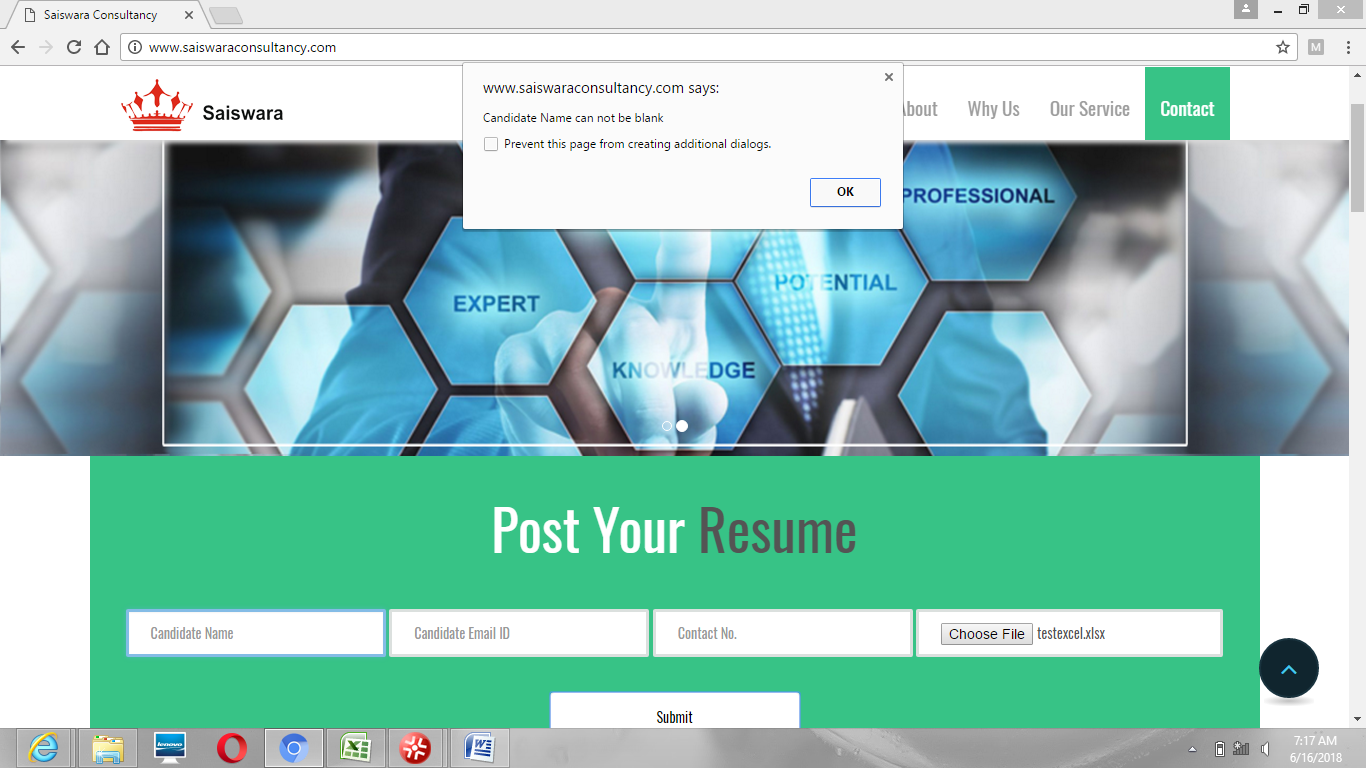 Saiswara Consultancy
www.saiswaraconsultancy.com
M
www.saiswaraconsultancy.com says:
Candidate Name can not be blank
Prevent this page from creating additional dialogs.
OK
Saiswara
About
Why Us
Our Service
Contact
PROFESSIONAL
POTENTIAL
EXPERT
KNOWLEDGE
Post Your Resume
Candidate Name
Candidate Email ID
Contact No.
Choose File testexcel.xlsx
Submit
lenovo
7:17 AM
6/16/2018